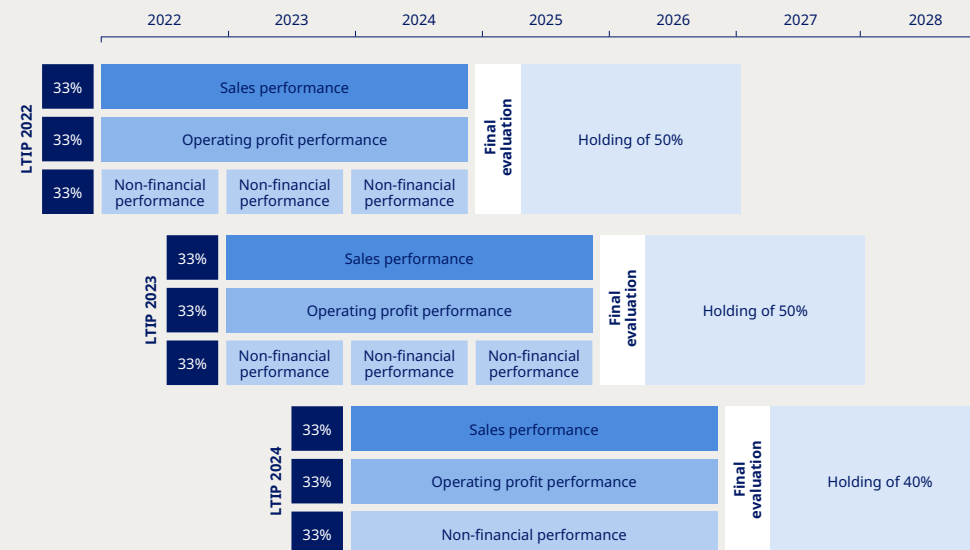 2022 2023 2024 2025 2026 2027 2028
LTIP 2022
33%
Sales performance
33%
Operating profit performance
33%
Non-financial
performance
Non-financial
performance
Non-financial
performance
Final
evaluation
Holding of 50%
LTIP 2023
33%
Sales performance
33%
Operating profit performance
33%
Non-financial
performance
Non-financial
performance
Non-financial
performance
Final
evaluation
Holding of 50%
LTIP 2024
33%
Sales performance
33%
Operating profit performance
33%
Non-financial performance
Final
evaluation
Holding of 40%